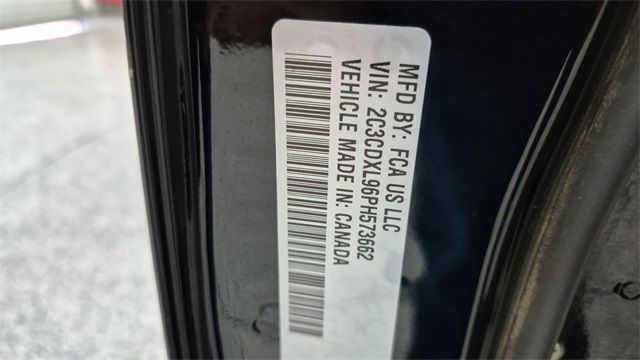 MFD BY: FCA US LLC
VIN: 2C3CDXL96PH573662
VEHICLE MADE IN: CANADA